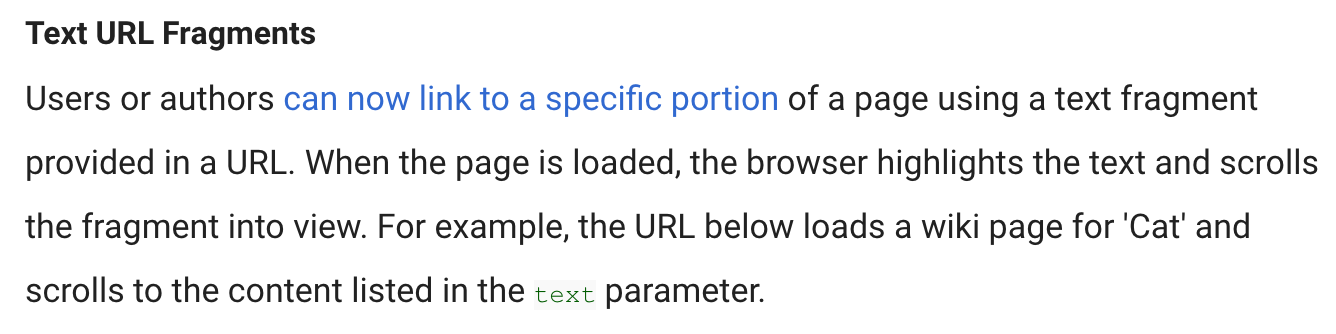 Text URL Fragments
Users or authors can now link to a specific portion of a page using a text fragment
provided in a URL. When the page is loaded, the browser highlights the text and scrolls
the fragment into view. For example, the URL below loads a wiki page for 'Cat' and
scrolls to the content listed in the text parameter.